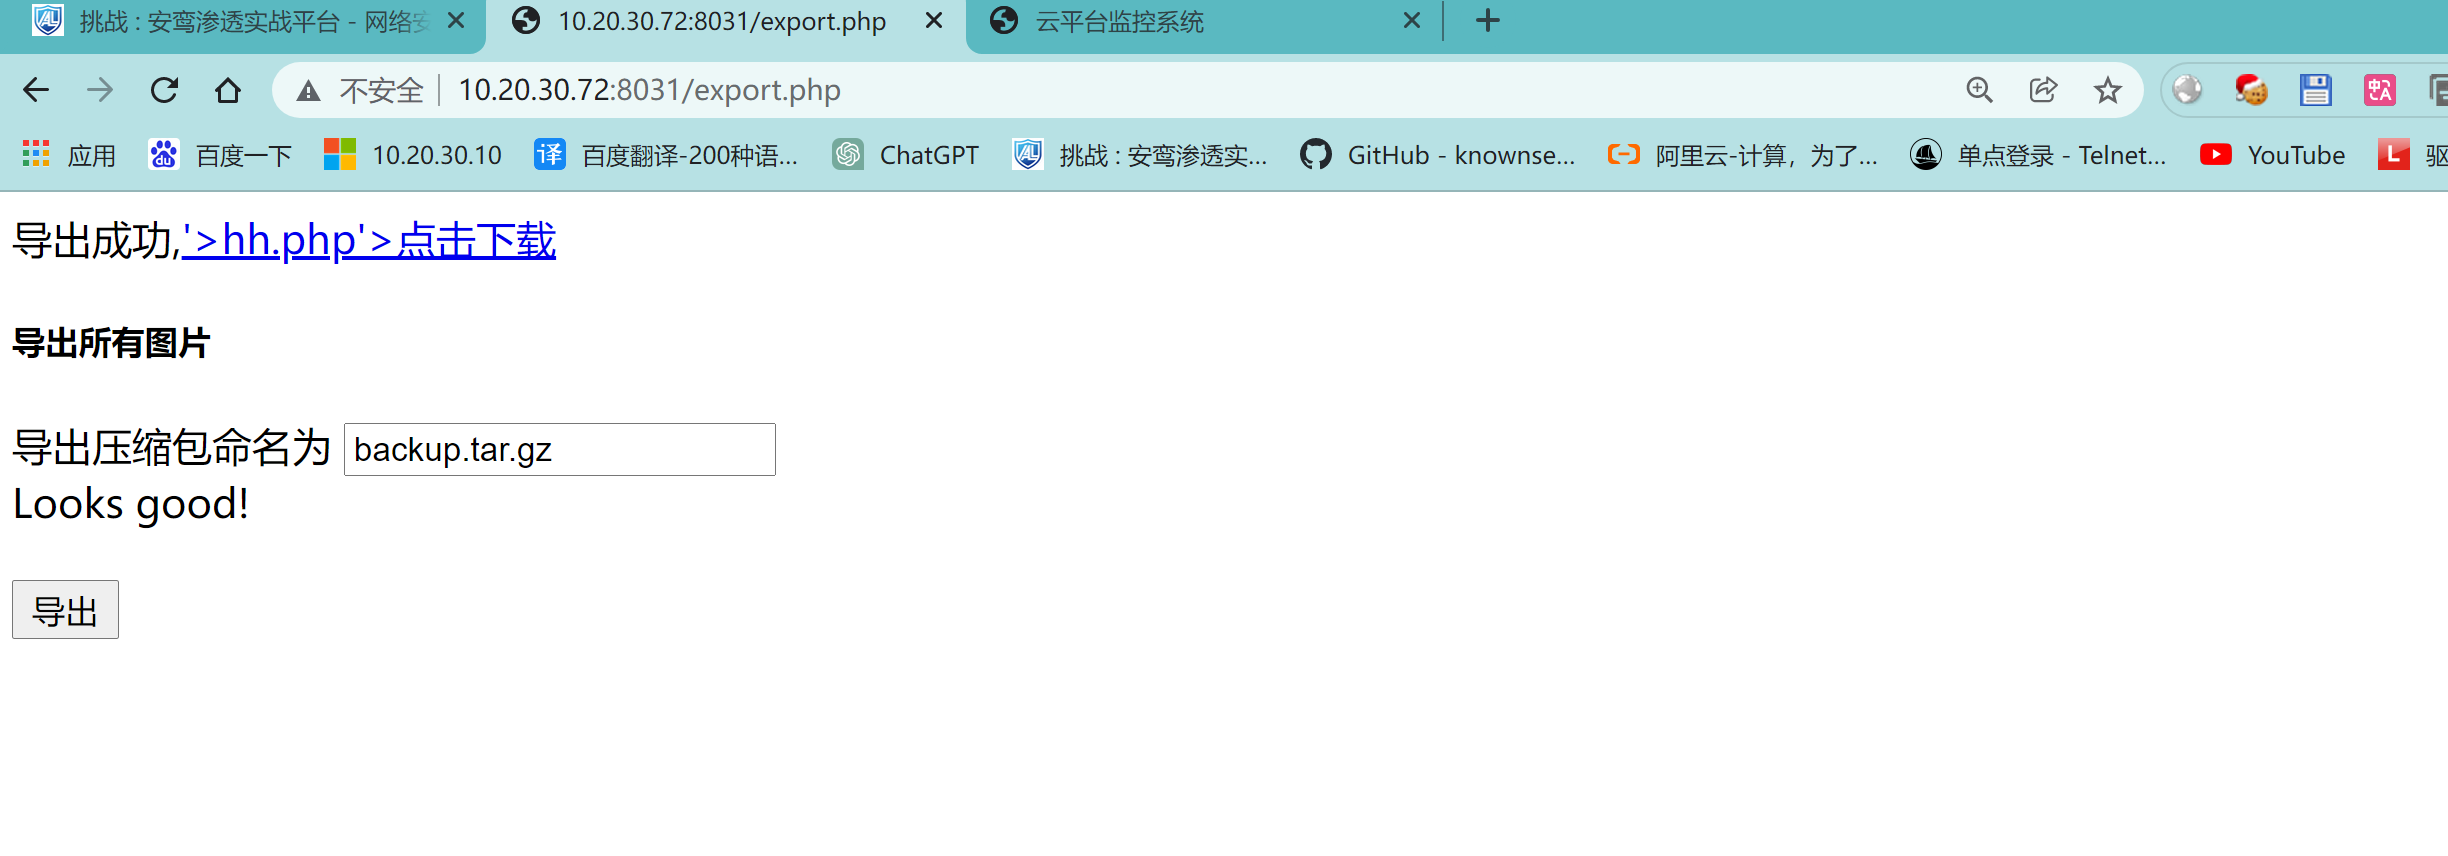 挑战 : 安鸾渗透实战平台 - 网络安
10.20.30.72:8031/export.php
云平台监控系统
不安全
10.20.30.72:8031/export.php
应用
百度一下
10.20.30.10
百度翻译-200种语...
ChatGPT
挑战 : 安鸾渗透实...
GitHub - knownse...
阿里云-计算，为了...
单点登录 - Telnet...
YouTube
驱
导出成功,'>hh.php'>点击下载
导出所有图片
导出压缩包命名为 backup.tar.gz
Looks good!
导出